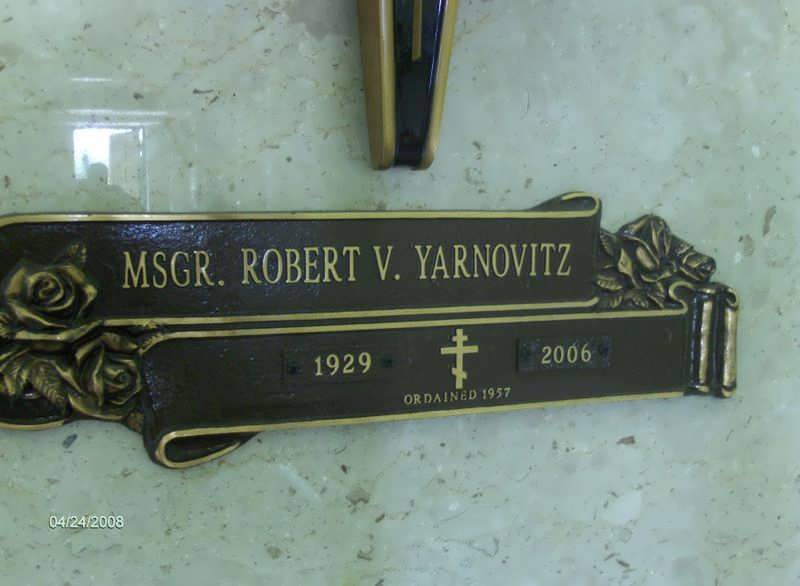 MSGR. ROBERT V. YARNOVITZ
1929 2006
ORDAINED 1957
04/24/2008